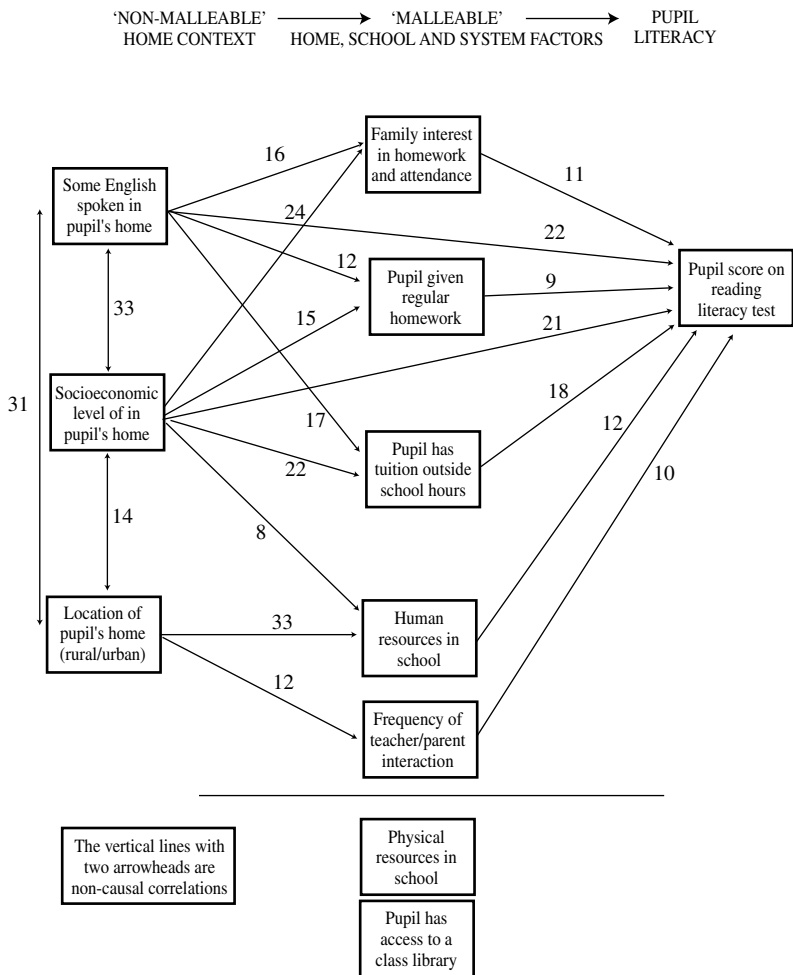 ‘NON-MALLEABLE’
HOME CONTEXT
‘MALLEABLE’
HOME, SCHOOL AND SYSTEM FACTORS
PUPIL
LITERACY
Family interest
in homework
and attendance
16
11
Some English
spoken in
pupil's home
24
22
12
Pupil given
regular
homework
9
Pupil score on
reading
literacy test
33
15
21
31
Socioeconomic
level of in
pupil's home
17
18
12
22
Pupil has
tuition outside
school hours
10
14
8
Location of
pupil's home
(rural/urban)
33
Human
resources in
school
12
Frequency of
teacher/parent
interaction
The vertical lines with
two arrowheads are
non-causal correlations
Physical
resources in
school
Pupil has
access to a
class library